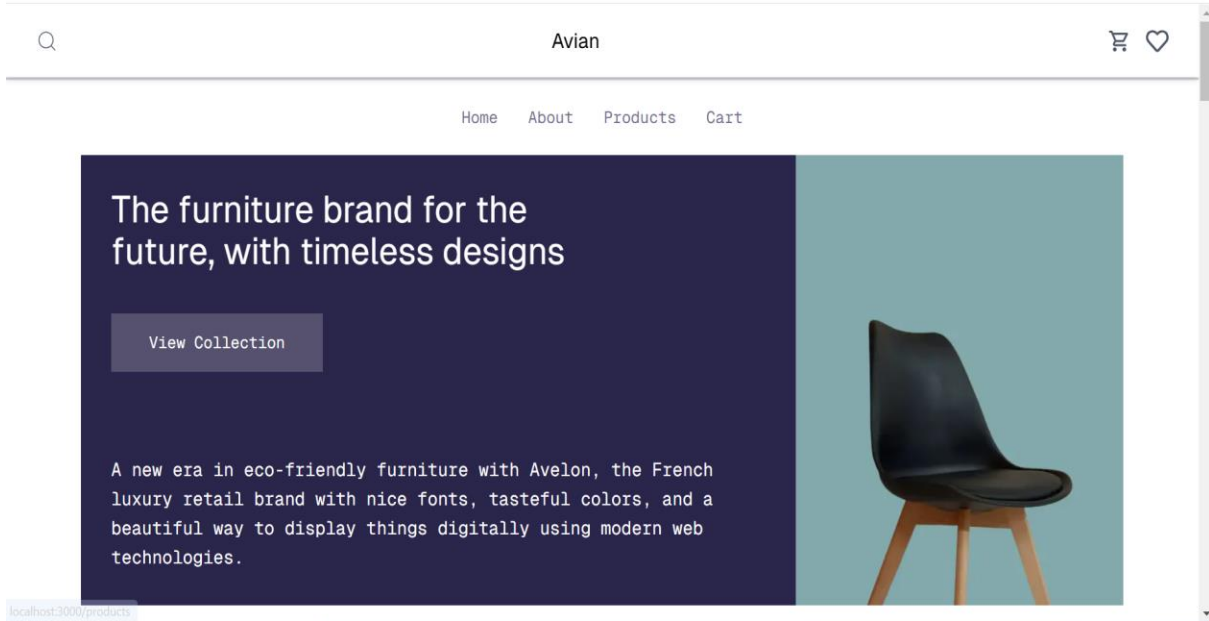 Avian
Home About Products Cart
The furniture brand for the
future, with timeless designs
View Collection
A new era in eco-friendly furniture with Avelon, the French
luxury retail brand with nice fonts, tasteful colors, and a
beautiful way to display things digitally using modern web
technologies.
localhost:3000/products